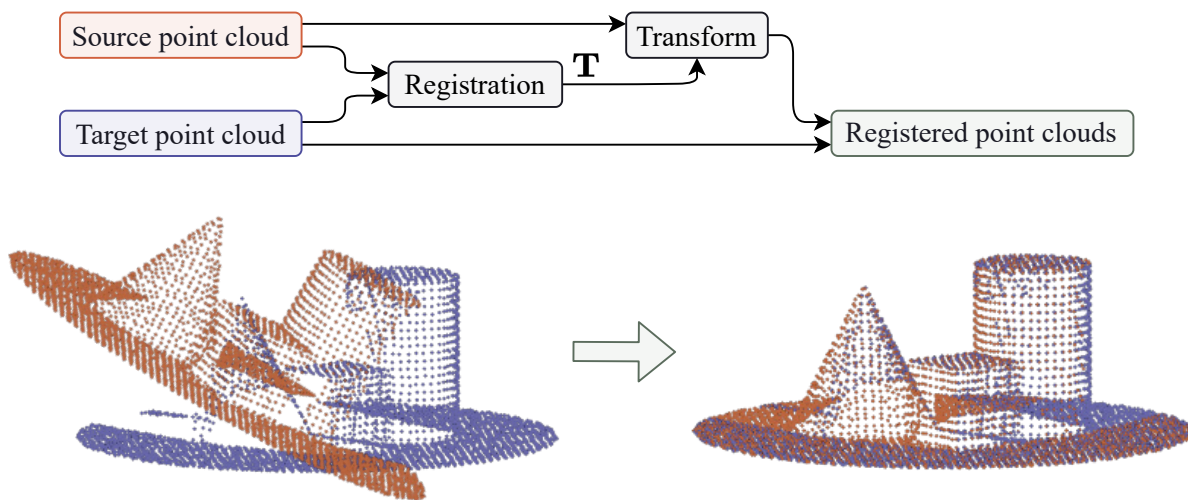 Source point cloud
Transform
T
Registration
Target point cloud
Registered point clouds